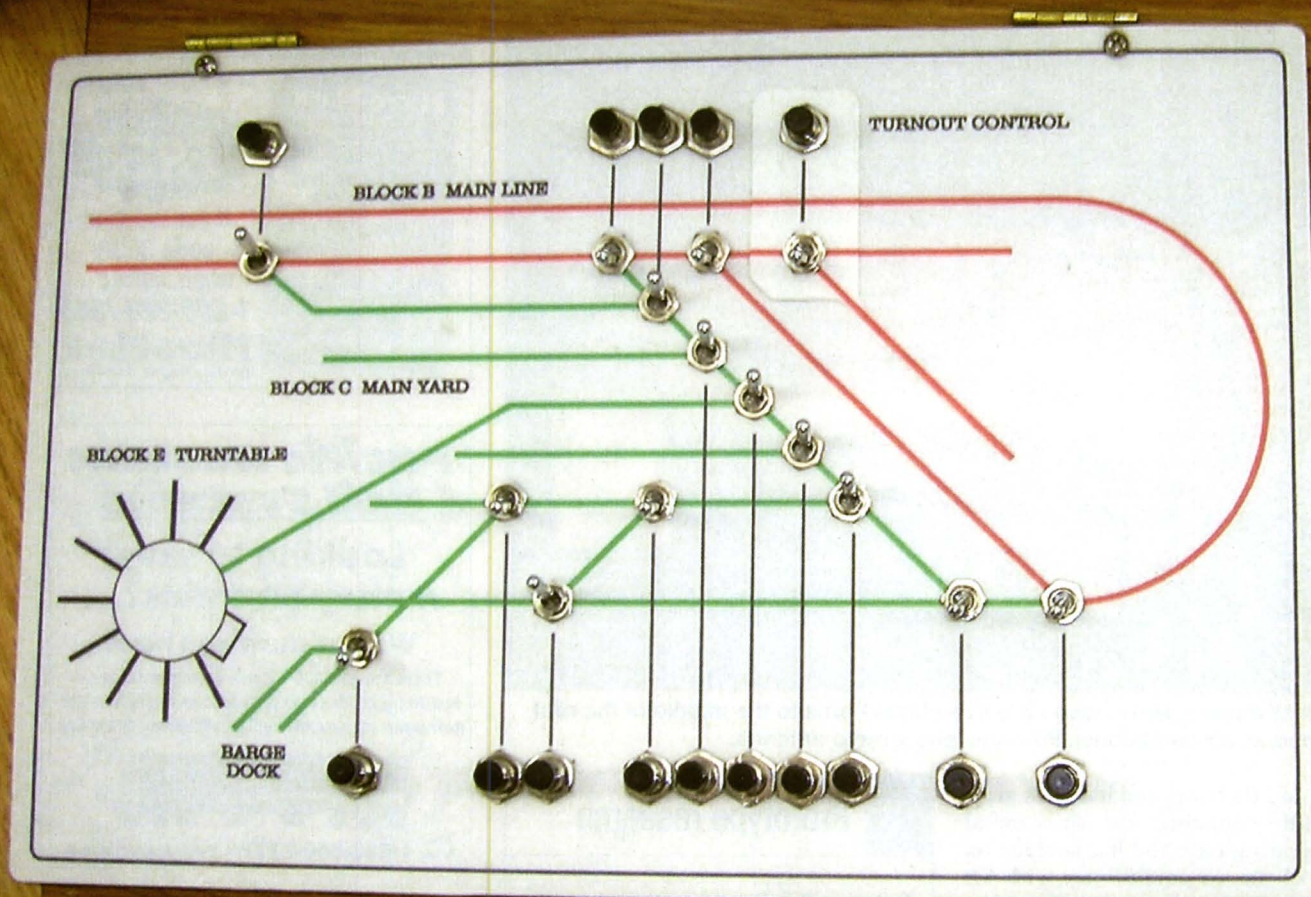 TURNOUT CONTROL
BLOCK B MAIN LINE
BLOCK C MAIN YARD
BLOCK E TURNTABLE
BARGE
DOCK